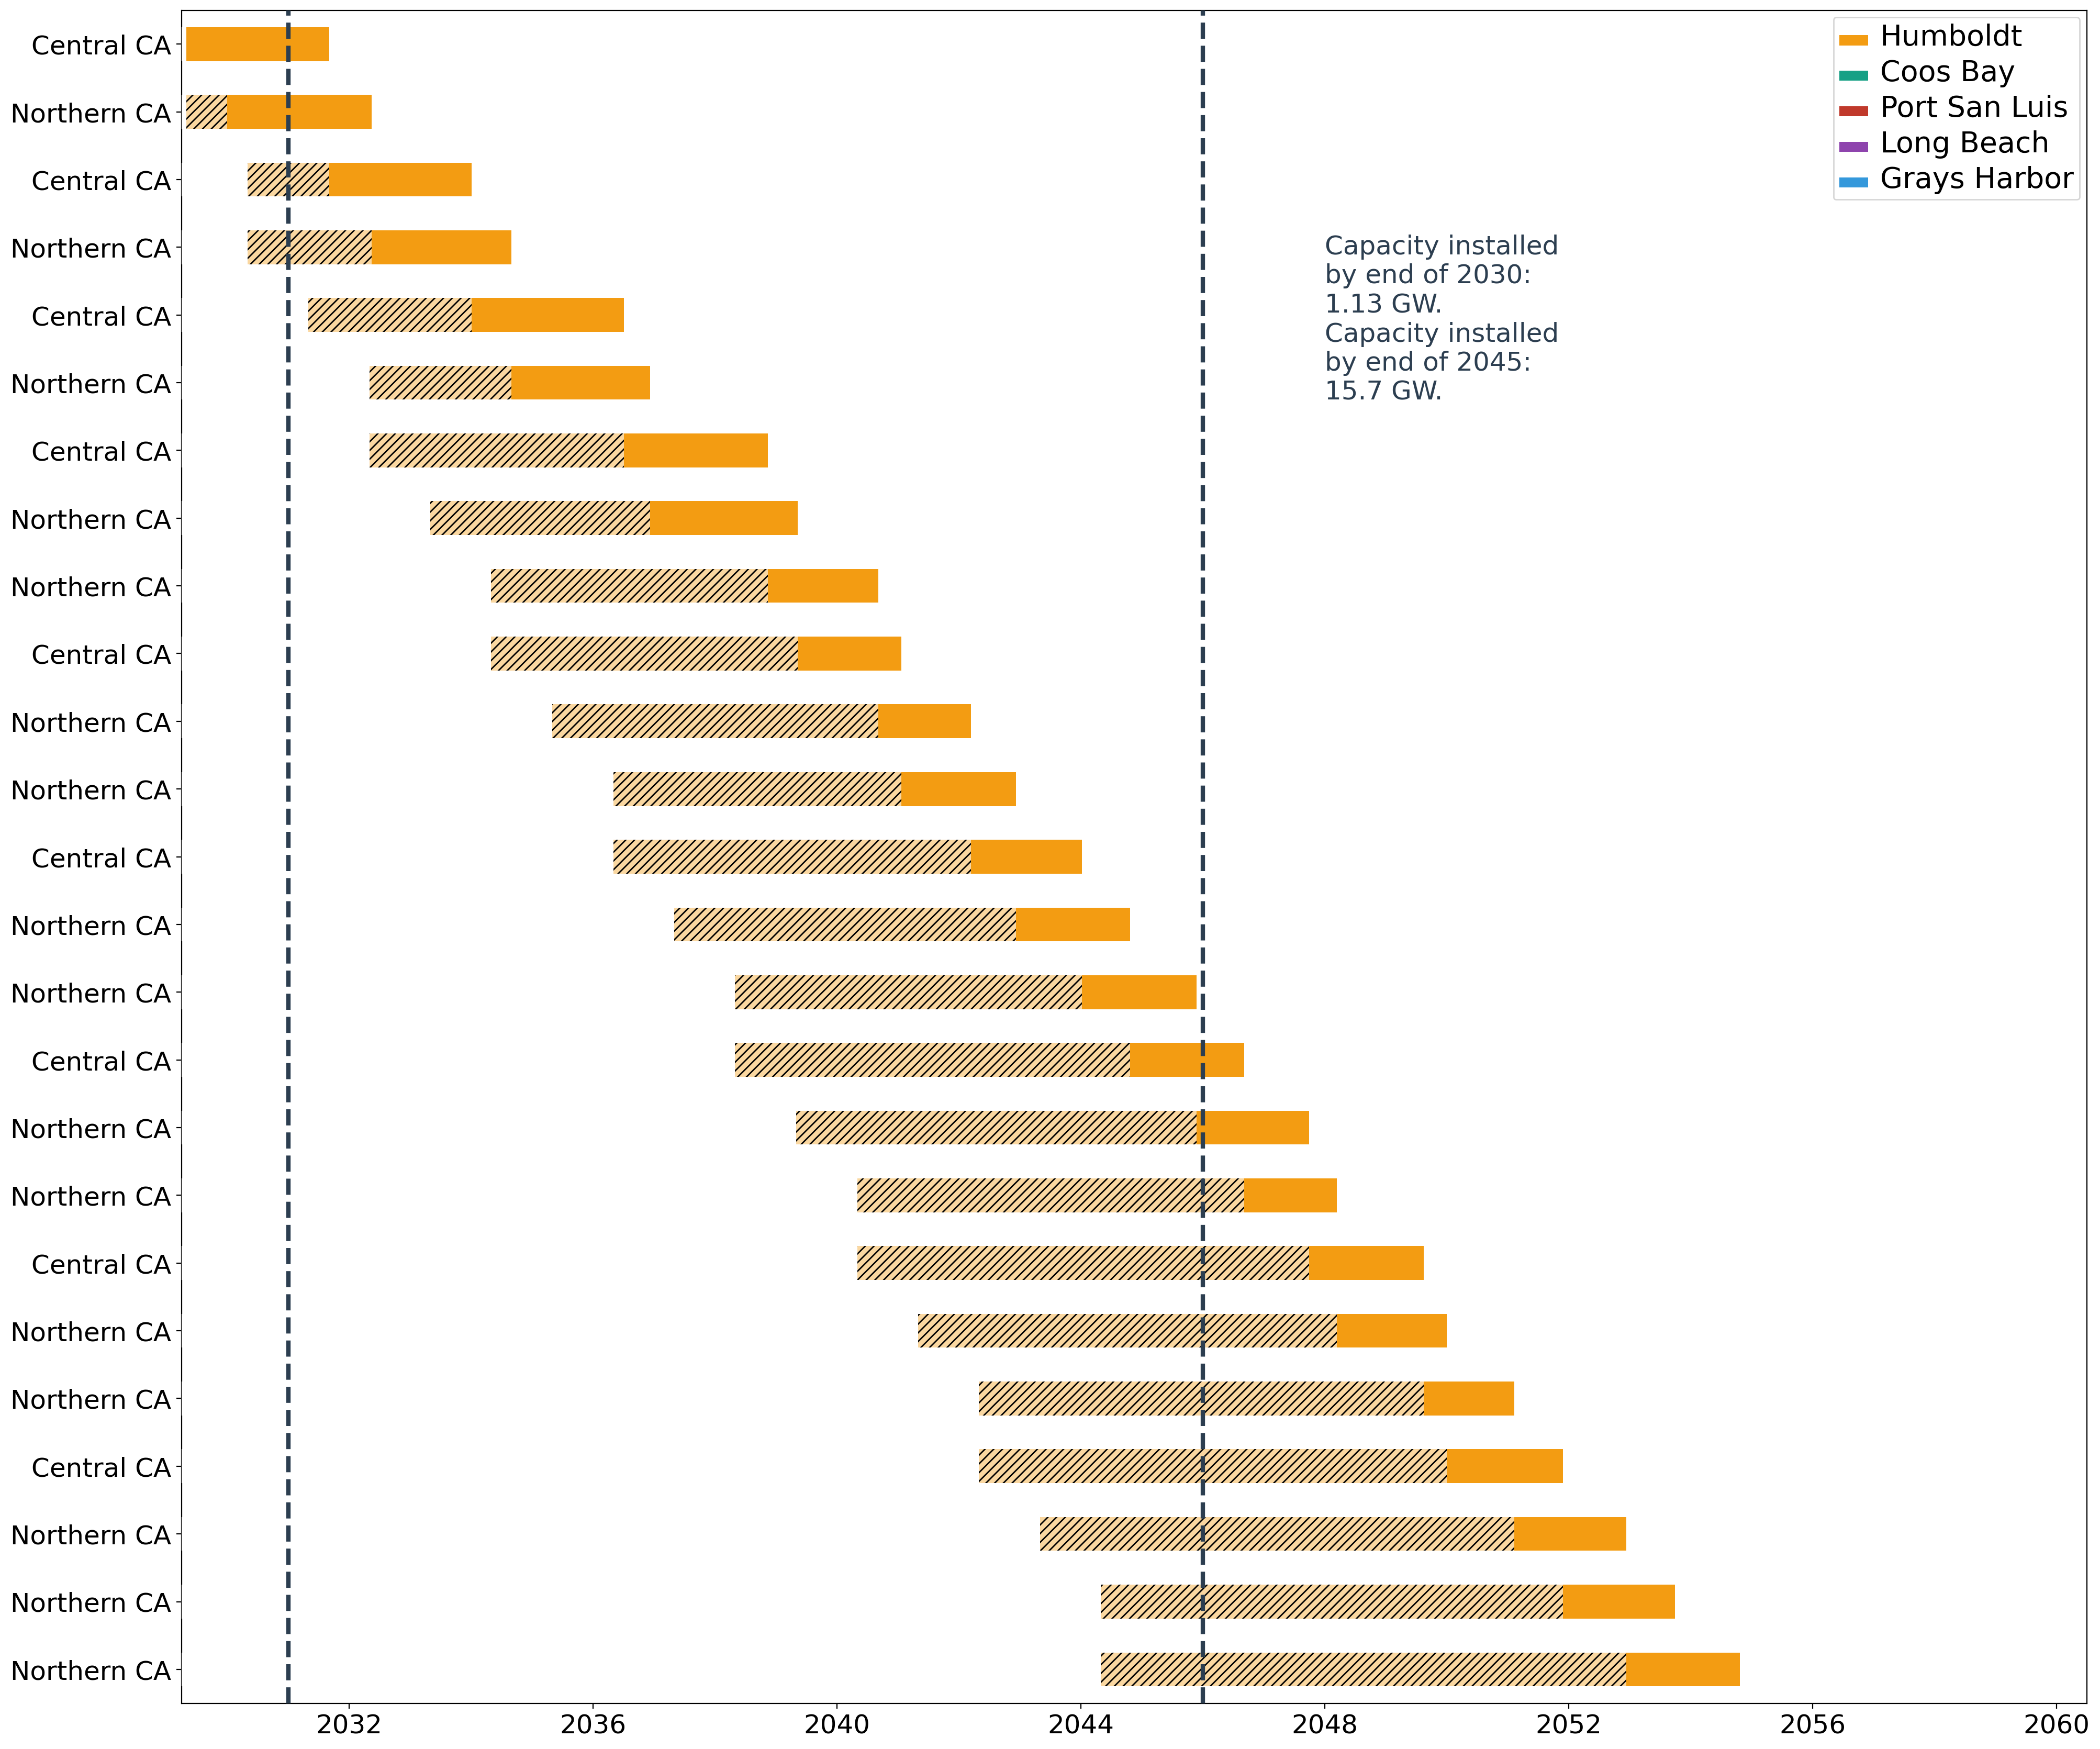 Central CA
Northern CA
Central CA
Northern CA
Central CA
Northern CA
Central CA
Northern CA
Northern CA
Central CA
Northern CA
Northern CA
Central CA
Northern CA
Northern CA
Central CA
Northern CA
Northern CA
Central CA
Northern CA
Northern CA
Central CA
Northern CA
Northern CA
Northern CA
Humboldt
Coos Bay
Port San Luis
Long Beach
Grays Harbor
Capacity installed
by end of 2030:
1.13 GW.
Capacity installed
by end of 2045:
15.7 GW.
2032 2036 2040 2044 2048 2052 2056 2060